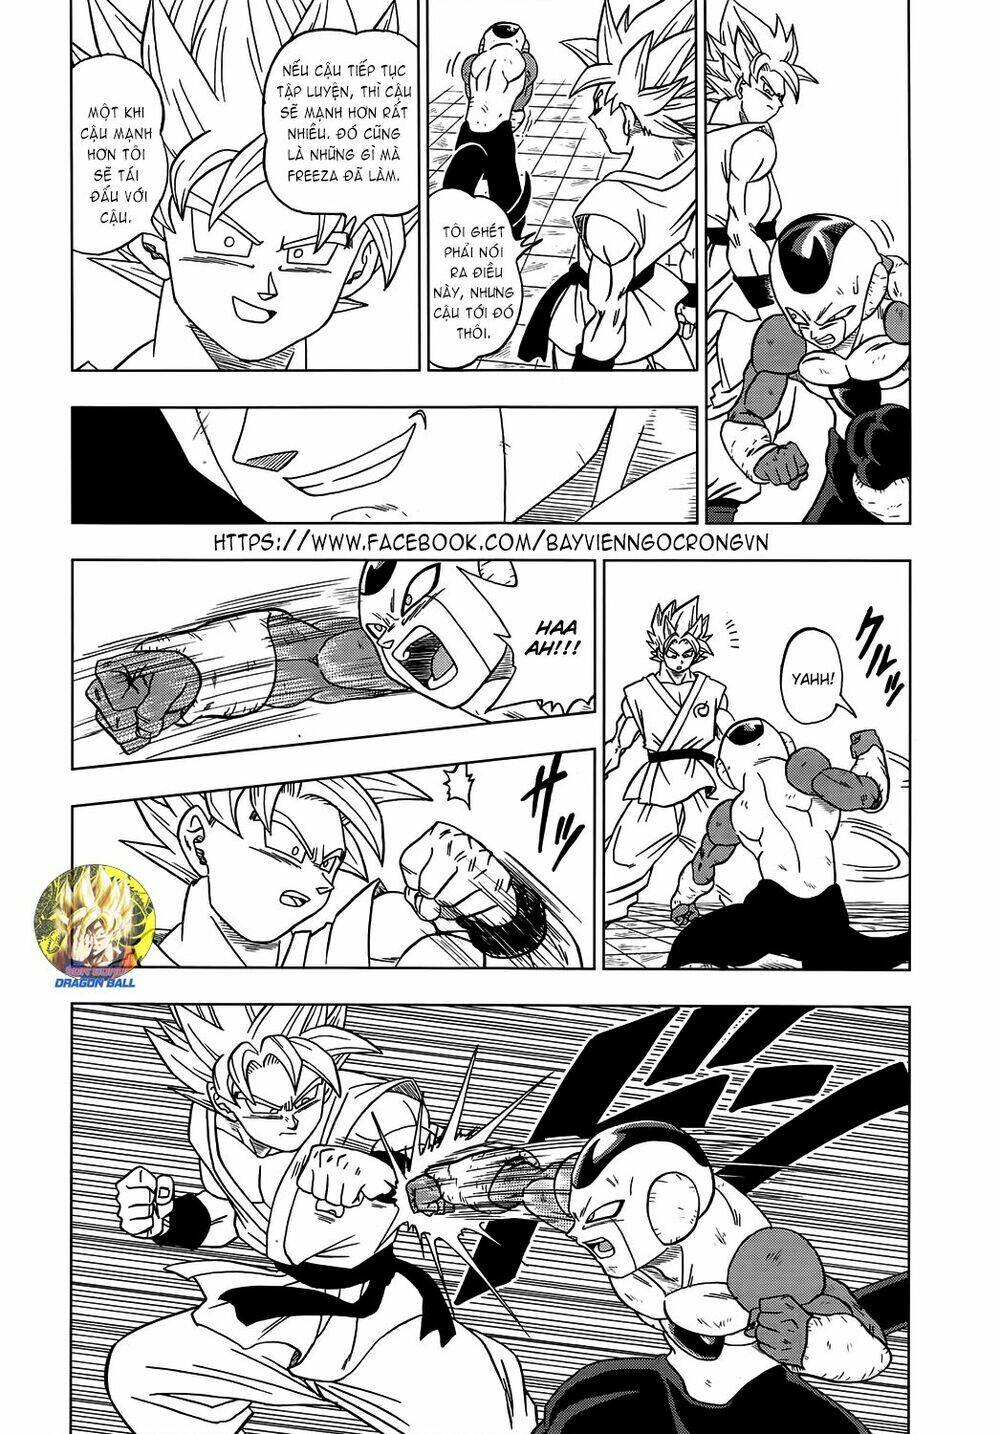 TÔI GHÉT
PHẢI NÓI
RA ĐIỀU
NÀY, NHƯNG
CẬU TỚI ĐÓ
THÔI.
NẾU CẬU TIẾP TỤC
TẬP LUYỆN, THÌ CẬU
SẼ MẠNH HƠN RẤT
NHIỀU. ĐÓ CŨNG
LÀ NHỮNG GÌ MÀ
FREEZA ĐÃ LÀM.
MỘT KHI
CẬU MẠNH
HƠN TÔI
SẼ TÁI
ĐẤU VỚI
CẬU.
HTTPS://WWW.FACEBOOK.COM/BAYVIENNGOCRONGVN
YAHH!
HAA
AH!!!
SON GOKU
DRAGON BALL